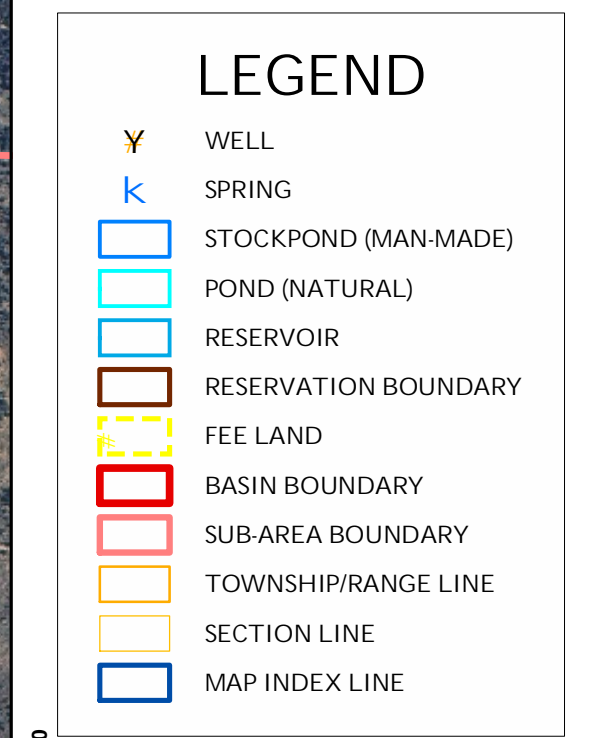 LEGEND
WELL
k SPRING
STOCKPOND (MAN-MADE)
POND (NATURAL)
RESERVOIR
RESERVATION BOUNDARY
FEE LAND
BASIN BOUNDARY
SUB-AREA BOUNDARY
TOWNSHIP/RANGE LINE
SECTION LINE
MAP INDEX LINE